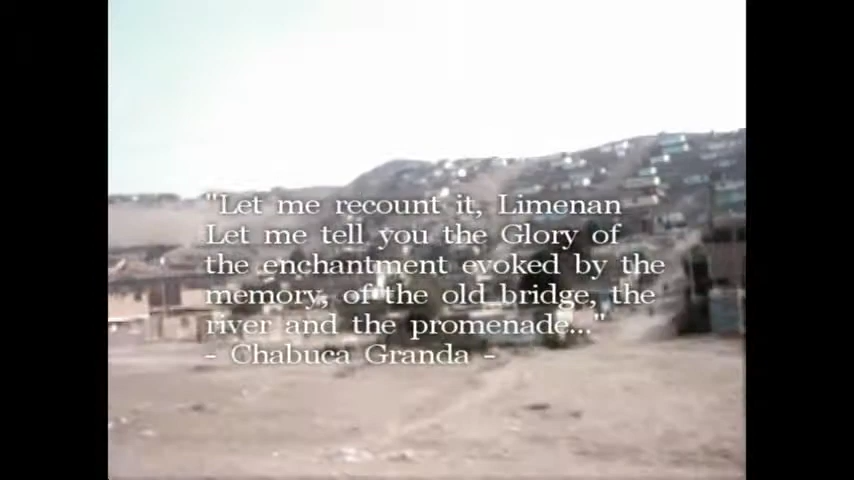 "Let me recount it, Limenan
Let me tell you the Glory of
the enchantment evoked by the
memory, of the old bridge, the
river and the promenade..."
- Chabuca Granda -